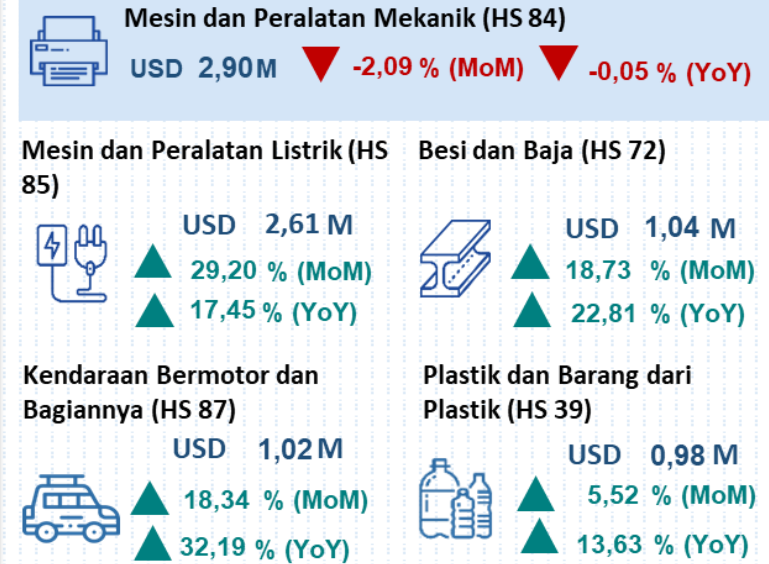 Mesin dan Peralatan Mekanik (HS 84)
USD 2,90 M -2,09 % (MoM) -0,05 % (YoY)
Mesin dan Peralatan Listrik (HS
85)
USD 2,61 M
29,20 % (MoM)
17,45 % (YoY)
Besi dan Baja (HS 72)
USD 1,04 M
18,73 % (MoM)
22,81 % (YoY)
Kendaraan Bermotor dan
Bagiannya (HS 87)
USD 1,02 M
18,34 % (MoM)
32,19 % (YoY)
Plastik dan Barang dari
Plastik (HS 39)
USD 0,98 M
5,52 % (MoM)
13,63 % (YoY)